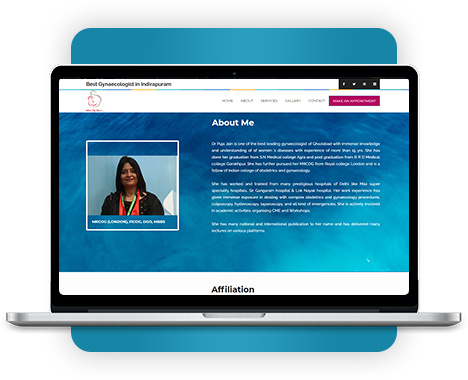 Best Gynaecologist in Indirapuram
HOME ABOUT SERVICES GALLERY CONTACT MAKE AN APPOINTMENT
About Me
Dr Puja Jain is one of the best leading gynaecologist of Ghaziabad with immense knowledge
and understanding of of women 's diseases with experience of more than 15 yrs. She has
done her graduation from S.N Medical college Agra and post graduation from B R D Medical
college Gorakhpur. She has further pursued her MRCOG from Royal college London and is a
fellow of Indian college of obstetrics and gynaecology.
She has worked and trained from many prestigious hospitals of Delhi like Max super
speciality hospitals, Sir Gangaram hospital & Lok Nayak hospital. Her work experience has
given immense exposure in dealing with complex obstetrics and gynaecology procedures,
colposcopy, hysteroscopy, laparoscopy, and all kind of emergencies. She is actively involved
in academic activities, organising CME and Workshops.
She has many national and international publication to her name and has delivered many
lectures on various platforms.
MRCOG (LONDON), FICOG, DGO, MBBS
Affiliation